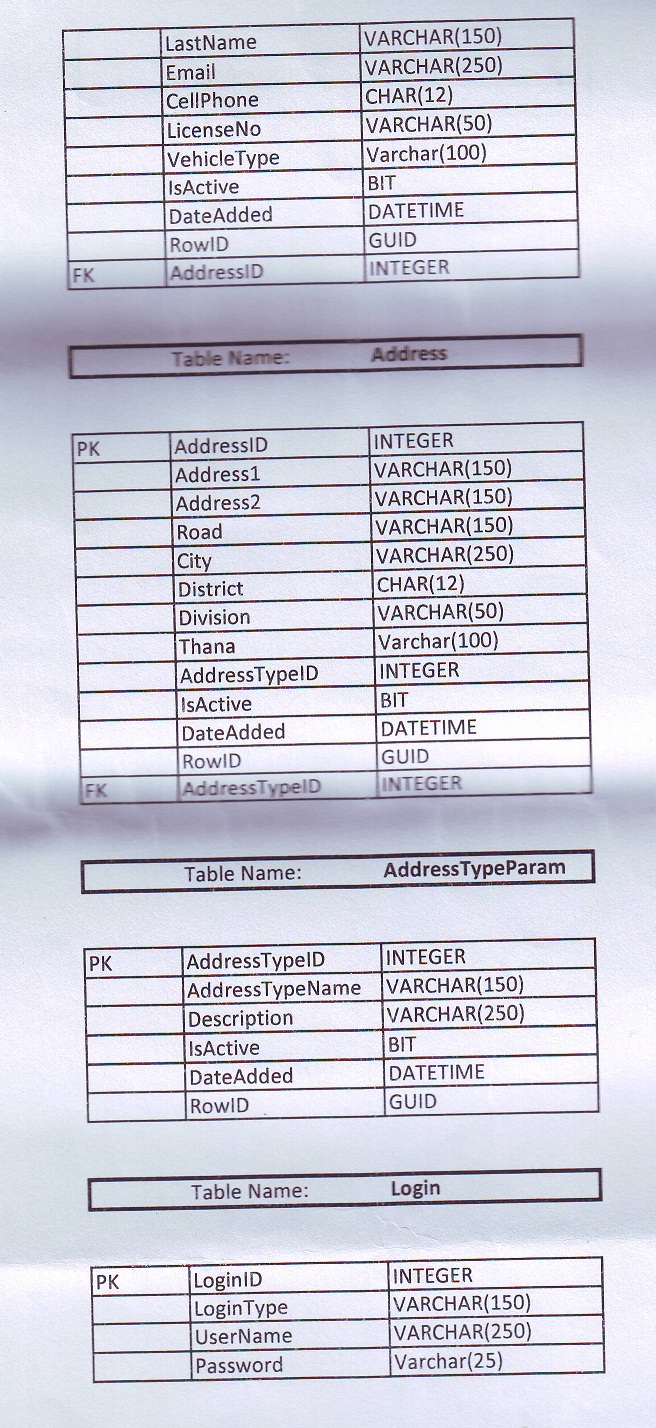 LastName VARCHAR(150)
Email VARCHAR(250)
CellPhone CHAR(12)
LicenseNo VARCHAR(50)
VehicleType Varchar(100)
IsActive BIT
DateAdded DATETIME
RowID GUID
FK AddressID INTEGER
Table Name: Address
PK AddressID INTEGER
Address1 VARCHAR(150)
Address2 VARCHAR(150)
Road VARCHAR(150)
City VARCHAR(250)
District CHAR(12)
Division VARCHAR(50)
Thana Varchar(100)
AddressTypeID INTEGER
IsActive BIT
DateAdded DATETIME
RowID GUID
FK AddressTypeID INTEGER
Table Name: AddressTypeParam
PK AddressTypeID INTEGER
AddressTypeName VARCHAR(150)
Description VARCHAR(250)
IsActive BIT
DateAdded DATETIME
RowID GUID
Table Name: Login
PK LoginID INTEGER
LoginType VARCHAR(150)
UserName VARCHAR(250)
Password Varchar(25)